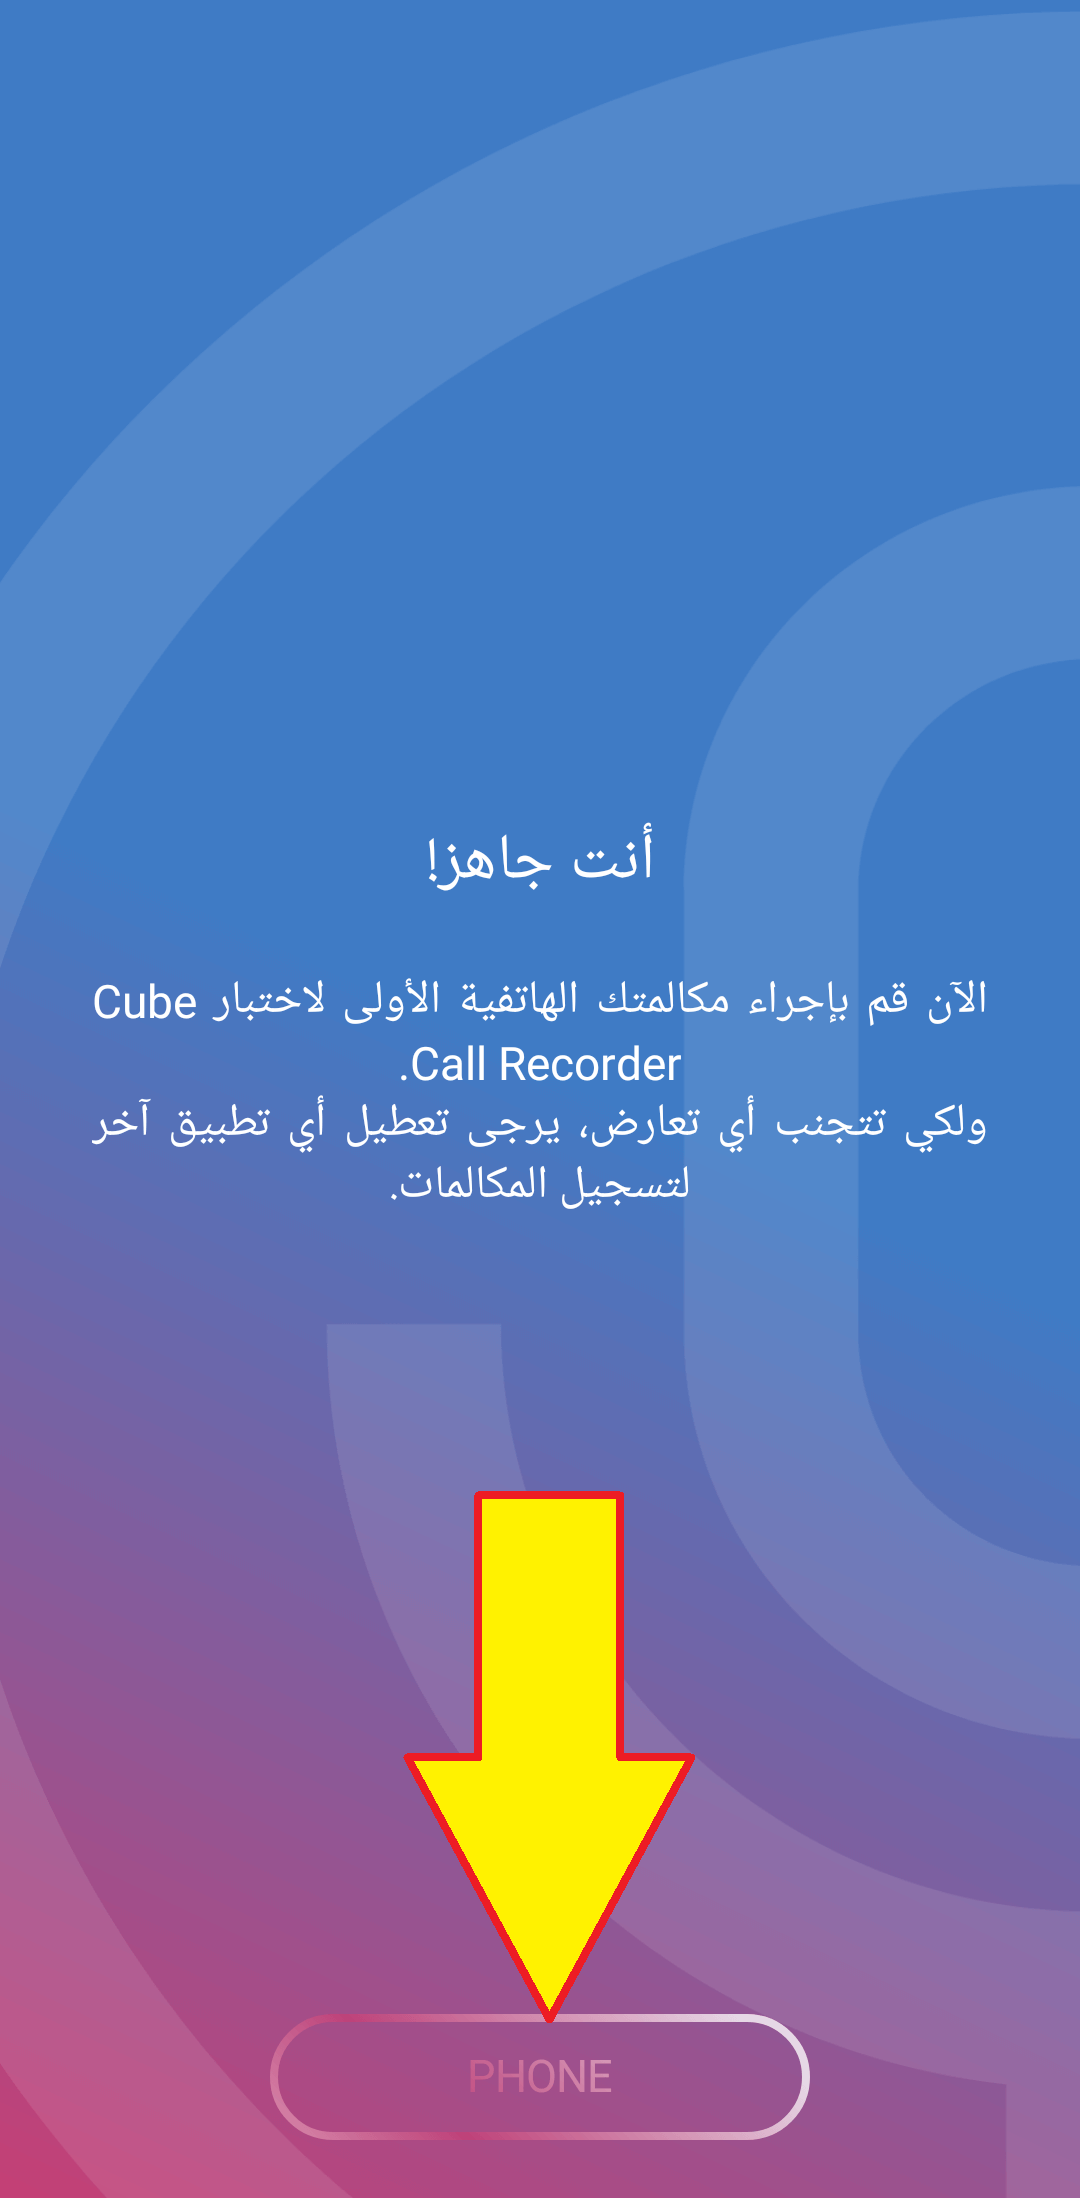 أنت جاهز!
الآن قم بإجراء مكالمتك الهاتفية الأولى لاختبار Cube
Call Recorder.
ولكي تتجنب أي تعارض، يرجى تعطيل أي تطبيق آخر
لتسجيل المكالمات.
PHONE